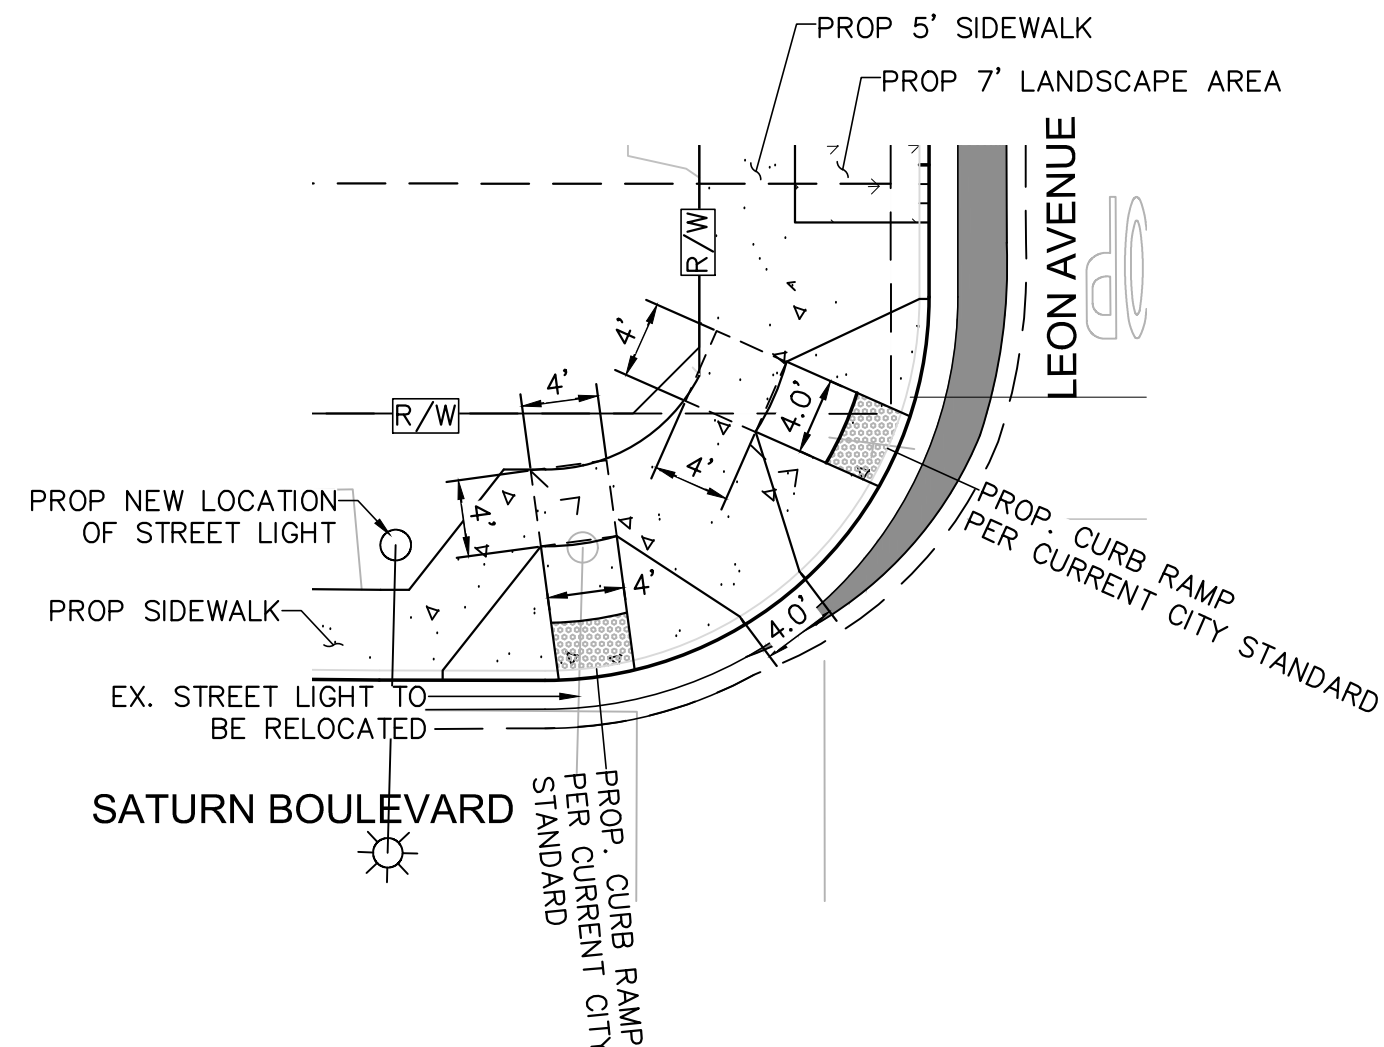 PROP 5' SIDEWALK
PROP 7' LANDSCAPE AREA
LEON AVENUE
R/W
4'
4'
4.0'
R/W
4'
PROP NEW LOCATION
OF STREET LIGHT
4'
PROP. CURB RAMP
PER CURRENT CITY STANDARD
4'
PROP SIDEWALK
4.0'
EX. STREET LIGHT TO
BE RELOCATED
SATURN BOULEVARD
PROP. CURB RAMP
PER CURRENT CITY
STANDARD